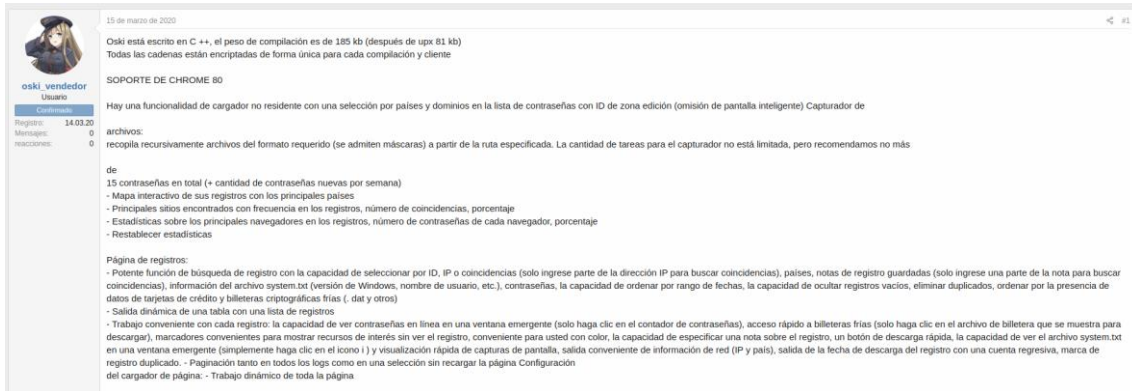 15 de marzo de 2020
#1
oski_vendedor
Usuario
Confirmado
Registro: 14.03.20
Mensajes: 0
reacciones: 0
Oski está escrito en C ++, el peso de compilación es de 185 kb (después de upx 81 kb)
Todas las cadenas están encriptadas de forma única para cada compilación y cliente
SOPORTE DE CHROME 80
Hay una funcionalidad de cargador no residente con una selección por países y dominios en la lista de contraseñas con ID de zona edición (omisión de pantalla inteligente) Capturador de
archivos:
recopila recursivamente archivos del formato requerido (se admiten máscaras) a partir de la ruta especificada. La cantidad de tareas para el capturador no está limitada, pero recomendamos no más
de
15 contraseñas en total (+ cantidad de contraseñas nuevas por semana)
- Mapa interactivo de sus registros con los principales países
- Principales sitios encontrados con frecuencia en los registros, número de coincidencias, porcentaje
- Estadísticas sobre los principales navegadores en los registros, número de contraseñas de cada navegador, porcentaje
- Restablecer estadísticas
Página de registros:
- Potente función de búsqueda de registro con la capacidad de seleccionar por ID, IP o coincidencias (solo ingrese parte de la dirección IP para buscar coincidencias), países, notas de registro guardadas (solo ingrese una parte de la nota para buscar
coincidencias), información del archivo system.txt (versión de Windows, nombre de usuario, etc.), contraseñas, la capacidad de ordenar por rango de fechas, la capacidad de ocultar registros vacíos, eliminar duplicados, ordenar por la presencia de
datos de tarjetas de crédito y billeteras criptográficas frías (. dat y otros)
- Salida dinámica de una tabla con una lista de registros
- Trabajo conveniente con cada registro: la capacidad de ver contraseñas en línea en una ventana emergente (solo haga clic en el contador de contraseñas), acceso rápido a billeteras frías (solo haga clic en el archivo de billetera que se muestra para
descargar), marcadores convenientes para mostrar recursos de interés sin ver el registro, conveniente para usted con color, la capacidad de especificar una nota sobre el registro, un botón de descarga rápida, la capacidad de ver el archivo system.txt
en una ventana emergente (simplemente haga clic en el icono i ) y visualización rápida de capturas de pantalla, salida conveniente de información de red (IP y país), salida de la fecha de descarga del registro con una cuenta regresiva, marca de
registro duplicado. - Paginación tanto en todos los logs como en una selección sin recargar la página Configuración
del cargador de página: - Trabajo dinámico de toda la página